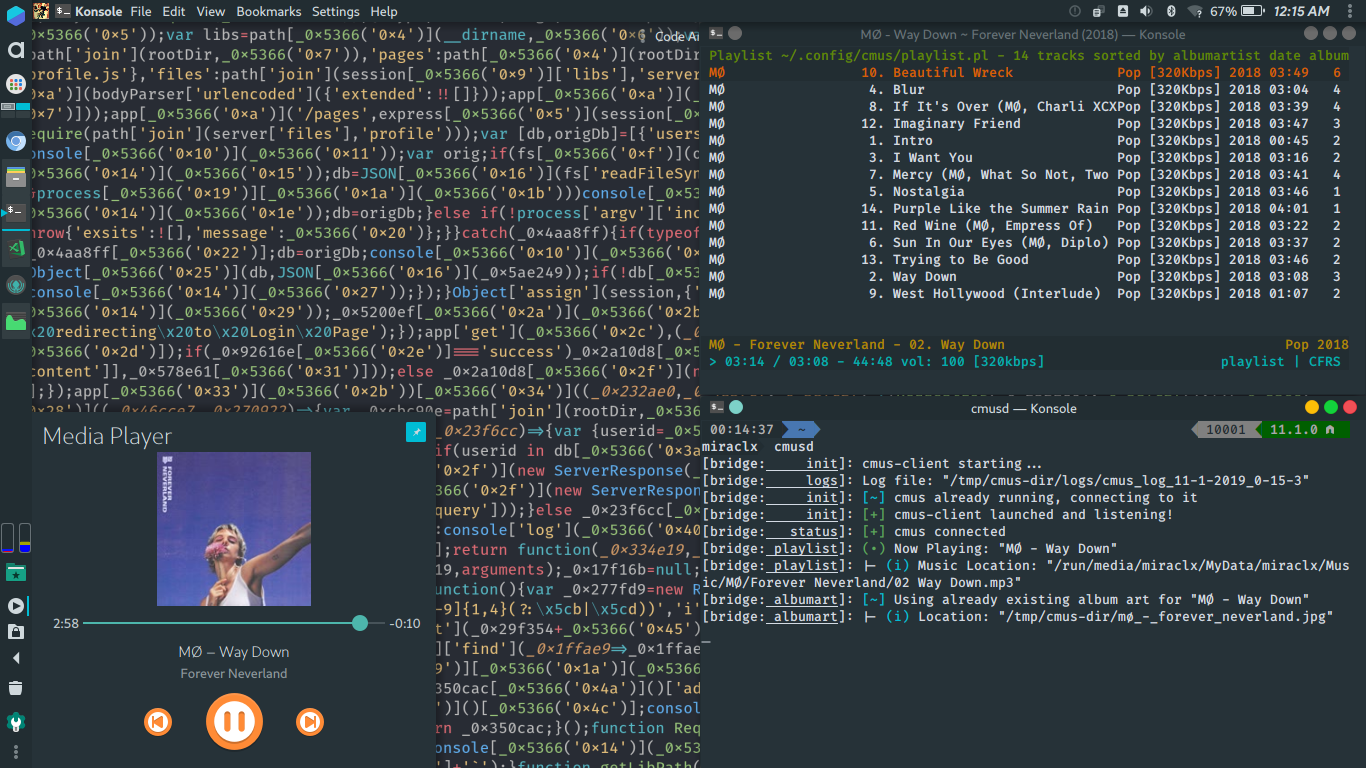 Konsole File Edit View Bookmarks Settings Help
67% 12:15 AM
_0×5366('0×5'));var libs=path[_0×5366('0×4')](__dirname,_0×5366('0×6'
Code
path['join'](rootDir,_0×5366('0×7')),'pages':path[_0×5366('0×4')](rootDir
profile.js'},'files':path['join'](session[_0×5366('0×9')]['libs'],'server
0×a')](bodyParser['urlencoded']({'extended':!![]}));app[_0×5366('0×a')](_
0×7')]));app[_0×5366('0×a')]('/pages',express[_0×5366('0×5')](session[_0
equire(path['join'](server['files'],'profile')));var [db,origDb]=[{'users
onsole[_0×5366('0×10')](_0×5366('0×11'));var orig;if(fs[_0×5366('0×f')](o
0×5366('0×14')](_0×5366('0×15'));db=JSON[_0×5366('0×16')](fs['readFileSyn
process[_0×5366('0×19')][_0×5366('0×1a')](_0×5366('0×1b')))console[_0×53
0×5366('0×14')](_0×5366('0×1e'));db=origDb;}else if(!process['argv']['inc
hrow{'exsits':![],'message':_0×5366('0×20')};}}catch(_0×4aa8ff){if(typeof
_0×4aa8ff[_0×5366('0×22')];db=origDb;console[_0×5366('0×10')](_0×5366('0
Object[_0×5366('0×25')](db,JSON[_0×5366('0×16')](_0×5ae249));if(!db[_0×53
console[_0×5366('0×14')](_0×5366('0×27'));});}Object['assign'](session,{'
0×5366('0×14')](_0×5366('0×29'));_0×5200ef[_0×5366('0×2a')](_0×5366('0×2b
\x20redirecting\x20to\x20Login\x20Page');});app['get'](_0×5366('0×2c'),(_0
_0×5366('0×2d')]);if(_0×92616e[_0×5366('0×2e')]==='success')_0×2a10d8[_0×
content']],_0×578e61[_0×5366('0×31')]));else _0×2a10d8[_0×5366('0×2f')](n
];});app[_0×5366('0×33')](_0×5366('0×2b'))[_0×5366('0×34')]((_0×232ae0,_0
_0×23f6cc)⇒{var {userid=_0×5
if(userid in db[_0×5366('0×3a
'0×2f')](new ServerResponse(
'0×2f')](new ServerRespons
query']));}else _0×23f6cc[_0
:console['log'](_0×5366('0×40
];return function(_0×334e19,_
19,arguments);_0×17f16b=null;
unction(){var _0×277fd9=new R
-9]{1,4}(?:\x5cb|\x5cd))','i'
t'](_0×29f354+_0×5366('0×45')
]['find'](_0×1ffae9⇒_0×1ffae
9')][_0×5366('0×1a')](_0×5366
350cac[_0×5366('0×4a')]()['ad
')]()[_0×5366('0×4c')];consol
rn _0×350cac;}();function Req
onsole[_0×5366('0×14')](_0×53
Media Player
FOREVER
NEVERLAND
2:58 -0:10
MØ – Way Down
Forever Neverland
MØ - Way Down ~ Forever Neverland (2018) — Konsole
Playlist ~/.config/cmus/playlist.pl - 14 tracks sorted by albumartist date album
MØ 10. Beautiful Wreck Pop [320Kbps] 2018 03:49 6
MØ 4. Blur Pop [320Kbps] 2018 03:04 4
MØ 8. If It's Over (MØ, Charli XCXPop [320Kbps] 2018 03:39 4
MØ 12. Imaginary Friend Pop [320Kbps] 2018 03:47 3
MØ 1. Intro Pop [320Kbps] 2018 00:45 2
MØ 3. I Want You Pop [320Kbps] 2018 03:16 2
MØ 7. Mercy (MØ, What So Not, Two Pop [320Kbps] 2018 03:41 4
MØ 5. Nostalgia Pop [320Kbps] 2018 03:46 1
MØ 14. Purple Like the Summer Rain Pop [320Kbps] 2018 04:01 1
MØ 11. Red Wine (MØ, Empress Of) Pop [320Kbps] 2018 03:22 2
MØ 6. Sun In Our Eyes (MØ, Diplo) Pop [320Kbps] 2018 03:37 2
MØ 13. Trying to Be Good Pop [320Kbps] 2018 03:46 2
MØ 2. Way Down Pop [320Kbps] 2018 03:08 3
MØ 9. West Hollywood (Interlude) Pop [320Kbps] 2018 01:07 2
MØ - Forever Neverland - 02. Way Down Pop 2018
> 03:14 / 03:08 - 44:48 vol: 100 [320kbps] playlist | CFRS
cmusd — Konsole
00:14:37 ~ 10001 11.1.0
miraclx cmusd
[bridge: init]: cmus-client starting...
[bridge: logs]: Log file: "/tmp/cmus-dir/logs/cmus_log_11-1-2019_0-15-3"
[bridge: init]: [~] cmus already running, connecting to it
[bridge: init]: [+] cmus-client launched and listening!
[bridge: status]: [+] cmus connected
[bridge: playlist]: (•) Now Playing: "MØ - Way Down"
[bridge: playlist]: ⊢ (i) Music Location: "/run/media/miraclx/MyData/miraclx/Mus
ic/MØ/Forever Neverland/02 Way Down.mp3"
[bridge: albumart]: [~] Using already existing album art for "MØ - Way Down"
[bridge: albumart]: ⊢ (i) Location: "/tmp/cmus-dir/mø_-_forever_neverland.jpg"